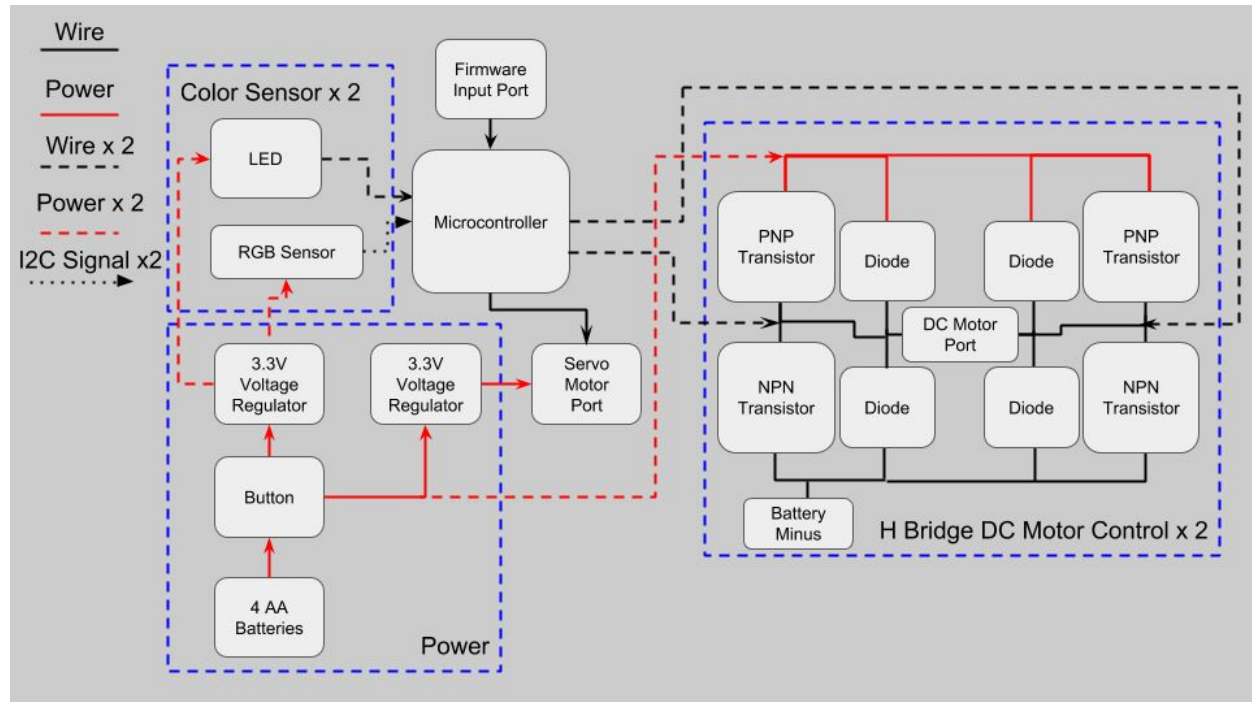 Wire
Power
Wire x 2
Power x 2
I2C Signal x2
Color Sensor x 2
LED
RGB Sensor
Firmware
Input Port
Microcontroller
3.3V
Voltage
Regulator
3.3V
Voltage
Regulator
Servo
Motor
Port
Button
4 AA
Batteries
Power
PNP
Transistor
Diode
Diode
PNP
Transistor
DC Motor
Port
NPN
Transistor
Diode
Diode
NPN
Transistor
Battery
Minus
H Bridge DC Motor Control x 2